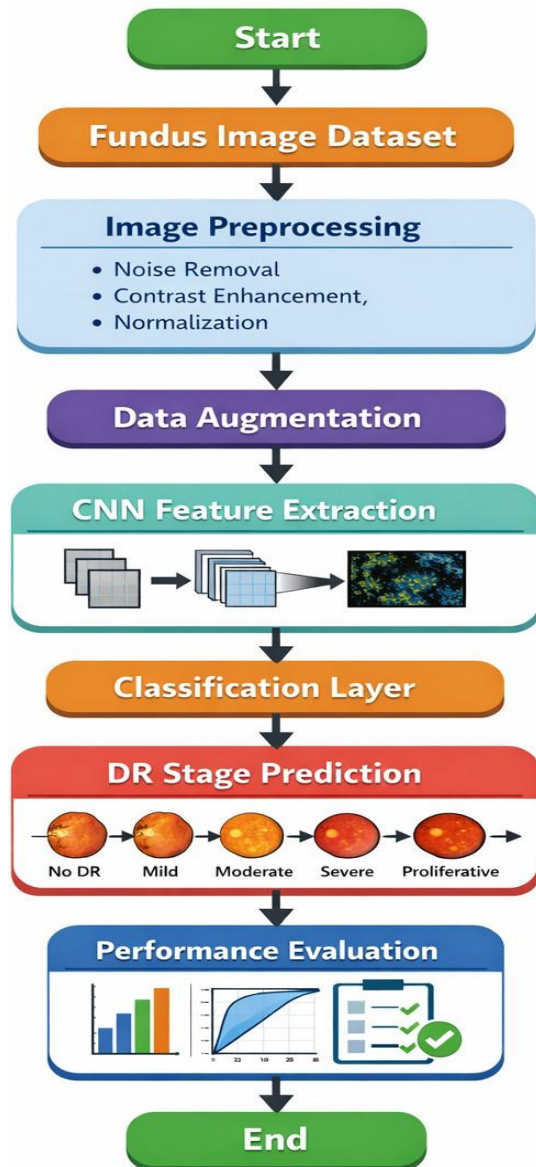 Start
Fundus Image Dataset
Image Preprocessing
• Noise Removal
• Contrast Enhancement,
• Normalization
Data Augmentation
CNN Feature Extraction
Classification Layer
DR Stage Prediction
No DR Mild Moderate Severe Proliferative
Performance Evaluation
End